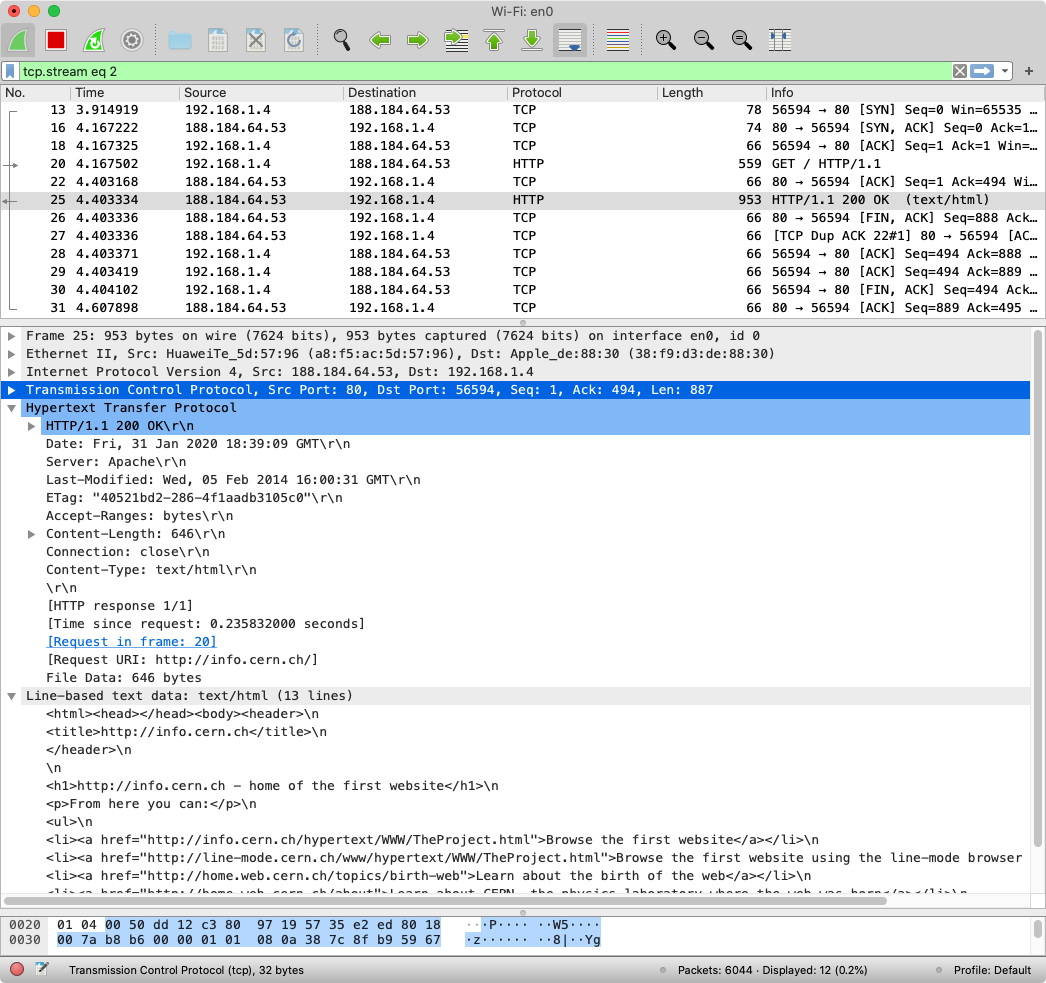 Wi-Fi: en0
tcp.stream eq 2
No. Time Source Destination Protocol Length Info
13 3.914919 192.168.1.4 188.184.64.53 TCP 78 56594 → 80 [SYN] Seq=0 Win=65535 …
16 4.167222 188.184.64.53 192.168.1.4 TCP 74 80 → 56594 [SYN, ACK] Seq=0 Ack=1…
18 4.167325 192.168.1.4 188.184.64.53 TCP 66 56594 → 80 [ACK] Seq=1 Ack=1 Win=…
20 4.167502 192.168.1.4 188.184.64.53 HTTP 559 GET / HTTP/1.1
22 4.403168 188.184.64.53 192.168.1.4 TCP 66 80 → 56594 [ACK] Seq=1 Ack=494 Wi…
25 4.403334 188.184.64.53 192.168.1.4 HTTP 953 HTTP/1.1 200 OK  (text/html)
26 4.403336 188.184.64.53 192.168.1.4 TCP 66 80 → 56594 [FIN, ACK] Seq=888 Ack…
27 4.403336 188.184.64.53 192.168.1.4 TCP 66 [TCP Dup ACK 22#1] 80 → 56594 [AC…
28 4.403371 192.168.1.4 188.184.64.53 TCP 66 56594 → 80 [ACK] Seq=494 Ack=888 …
29 4.403419 192.168.1.4 188.184.64.53 TCP 66 56594 → 80 [ACK] Seq=494 Ack=889 …
30 4.404102 192.168.1.4 188.184.64.53 TCP 66 56594 → 80 [FIN, ACK] Seq=494 Ack…
31 4.607898 188.184.64.53 192.168.1.4 TCP 66 80 → 56594 [ACK] Seq=889 Ack=495 …
Frame 25: 953 bytes on wire (7624 bits), 953 bytes captured (7624 bits) on interface en0, id 0
Ethernet II, Src: HuaweiTe_5d:57:96 (a8:f5:ac:5d:57:96), Dst: Apple_de:88:30 (38:f9:d3:de:88:30)
Internet Protocol Version 4, Src: 188.184.64.53, Dst: 192.168.1.4
Transmission Control Protocol, Src Port: 80, Dst Port: 56594, Seq: 1, Ack: 494, Len: 887
Hypertext Transfer Protocol
HTTP/1.1 200 OK\r\n
Date: Fri, 31 Jan 2020 18:39:09 GMT\r\n
Server: Apache\r\n
Last-Modified: Wed, 05 Feb 2014 16:00:31 GMT\r\n
ETag: "40521bd2-286-4f1aadb3105c0"\r\n
Accept-Ranges: bytes\r\n
Content-Length: 646\r\n
Connection: close\r\n
Content-Type: text/html\r\n
\r\n
[HTTP response 1/1]
[Time since request: 0.235832000 seconds]
[Request in frame: 20]
[Request URI: http://info.cern.ch/]
File Data: 646 bytes
Line-based text data: text/html (13 lines)
<html><head></head><body><header>\n
<title>http://info.cern.ch</title>\n
</header>\n
\n
<h1>http://info.cern.ch - home of the first website</h1>\n
<p>From here you can:</p>\n
<ul>\n
<li><a href="http://info.cern.ch/hypertext/WWW/TheProject.html">Browse the first website</a></li>\n
<li><a href="http://line-mode.cern.ch/www/hypertext/WWW/TheProject.html">Browse the first website using the line-mode browser
<li><a href="http://home.web.cern.ch/topics/birth-web">Learn about the birth of the web</a></li>\n
<li><a href="http://home.web.cern.ch/about">Learn about CERN, the physics laboratory where the web was born</a></li>\n
0020 01 04 00 50 dd 12 c3 80 97 19 57 35 e2 ed 80 18 ···P···· ··W5····
0030 00 7a b8 b6 00 00 01 01 08 0a 38 7c 8f b9 59 67 ·z······ ··8|··Yg
Transmission Control Protocol (tcp), 32 bytes Packets: 6044 · Displayed: 12 (0.2%) Profile: Default